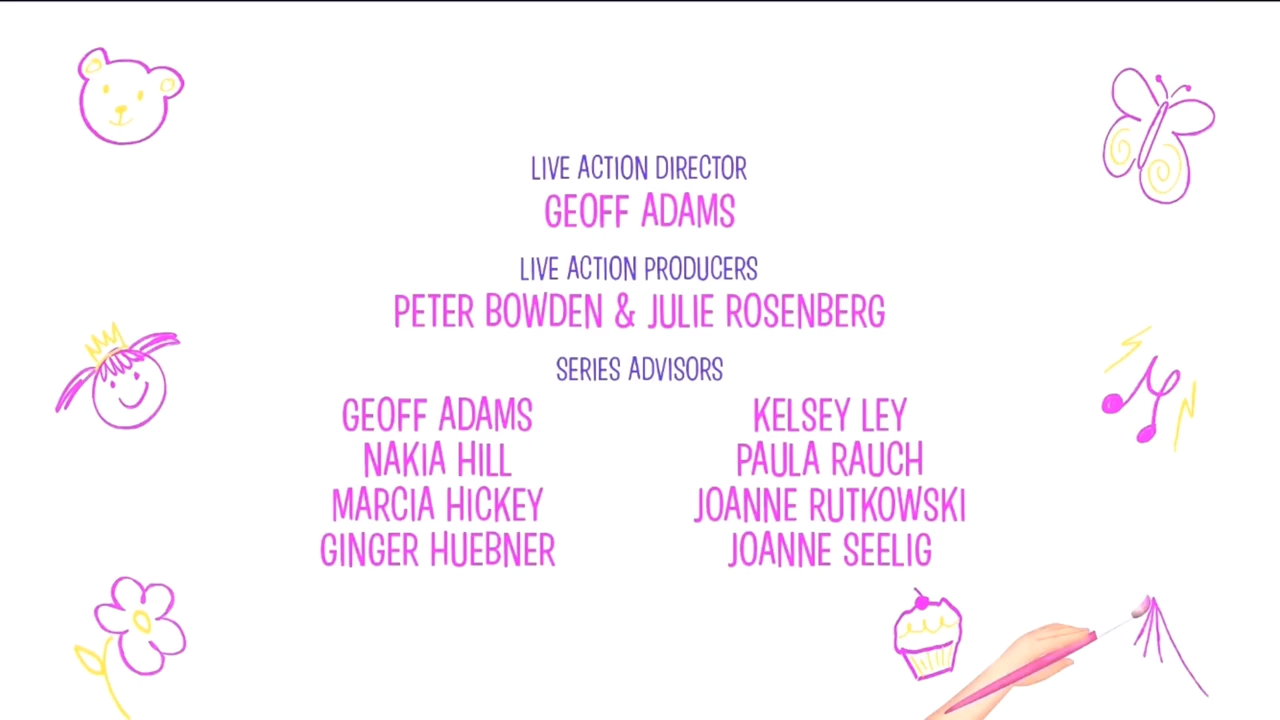 LIVE ACTION DIRECTOR
GEOFF ADAMS
LIVE ACTION PRODUCERS
PETER BOWDEN & JULIE ROSENBERG
SERIES ADVISORS
GEOFF ADAMS
NAKIA HILL
MARCIA HICKEY
GINGER HUEBNER
KELSEY LEY
PAULA RAUCH
JOANNE RUTKOWSKI
JOANNE SEELIG